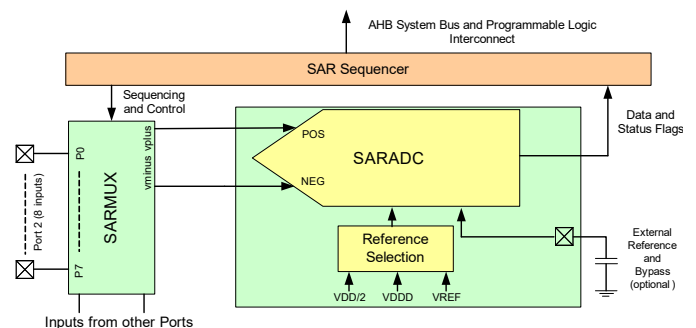 AHB System Bus and Programmable Logic
Interconnect
SAR Sequencer
Sequencing
and Control
Data and
Status Flags
vminus vplus
POS
NEG
SARADC
P0
Port 2 (8 inputs)
SARMUX
P7
Reference
Selection
External
Reference
and
Bypass
(optional)
VDD/2
VDDD
VREF
Inputs from other Ports